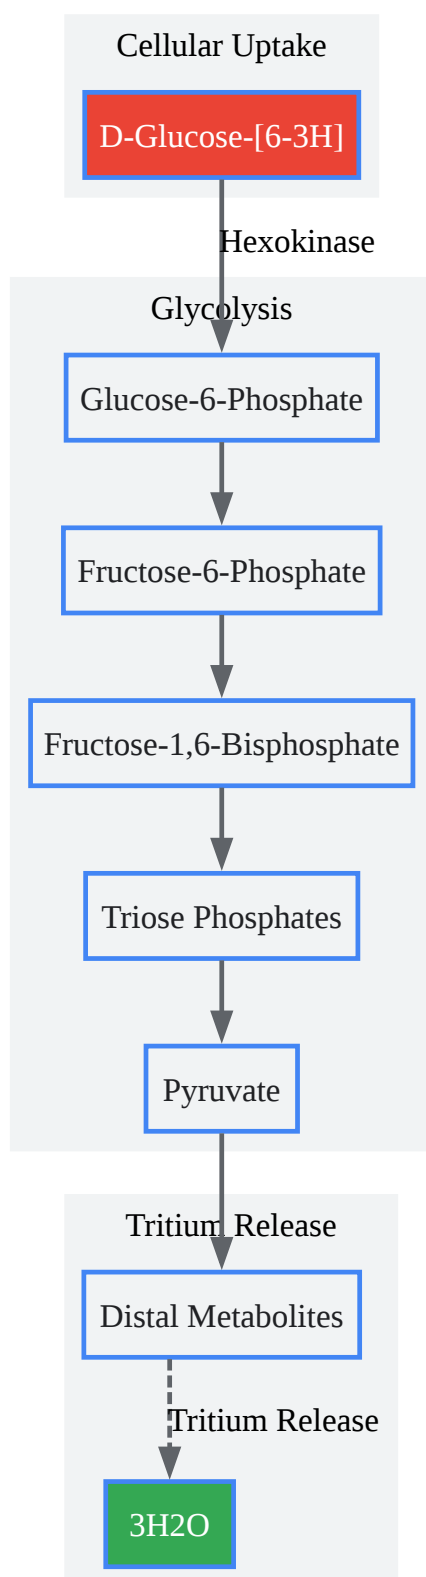 Cellular Uptake
D-Glucose-[6-3H]
Hexokinase
Glycolysis
Glucose-6-Phosphate
Fructose-6-Phosphate
Fructose-1,6-Bisphosphate
Triose Phosphates
Pyruvate
Tritium Release
Distal Metabolites
Tritium Release
3H2O